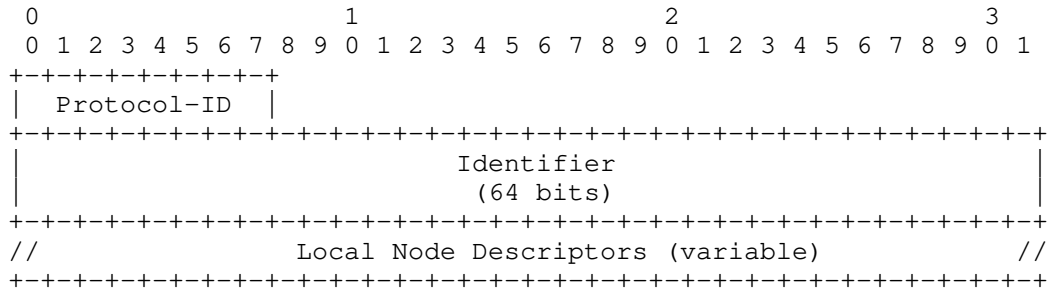 0                   1                   2                   3
 0 1 2 3 4 5 6 7 8 9 0 1 2 3 4 5 6 7 8 9 0 1 2 3 4 5 6 7 8 9 0 1
+-+-+-+-+-+-+-+-+
|  Protocol-ID  |
+-+-+-+-+-+-+-+-+-+-+-+-+-+-+-+-+-+-+-+-+-+-+-+-+-+-+-+-+-+-+-+-+
|                           Identifier                          |
|                            (64 bits)                          |
+-+-+-+-+-+-+-+-+-+-+-+-+-+-+-+-+-+-+-+-+-+-+-+-+-+-+-+-+-+-+-+-+
//                Local Node Descriptors (variable)            //
+-+-+-+-+-+-+-+-+-+-+-+-+-+-+-+-+-+-+-+-+-+-+-+-+-+-+-+-+-+-+-+-+